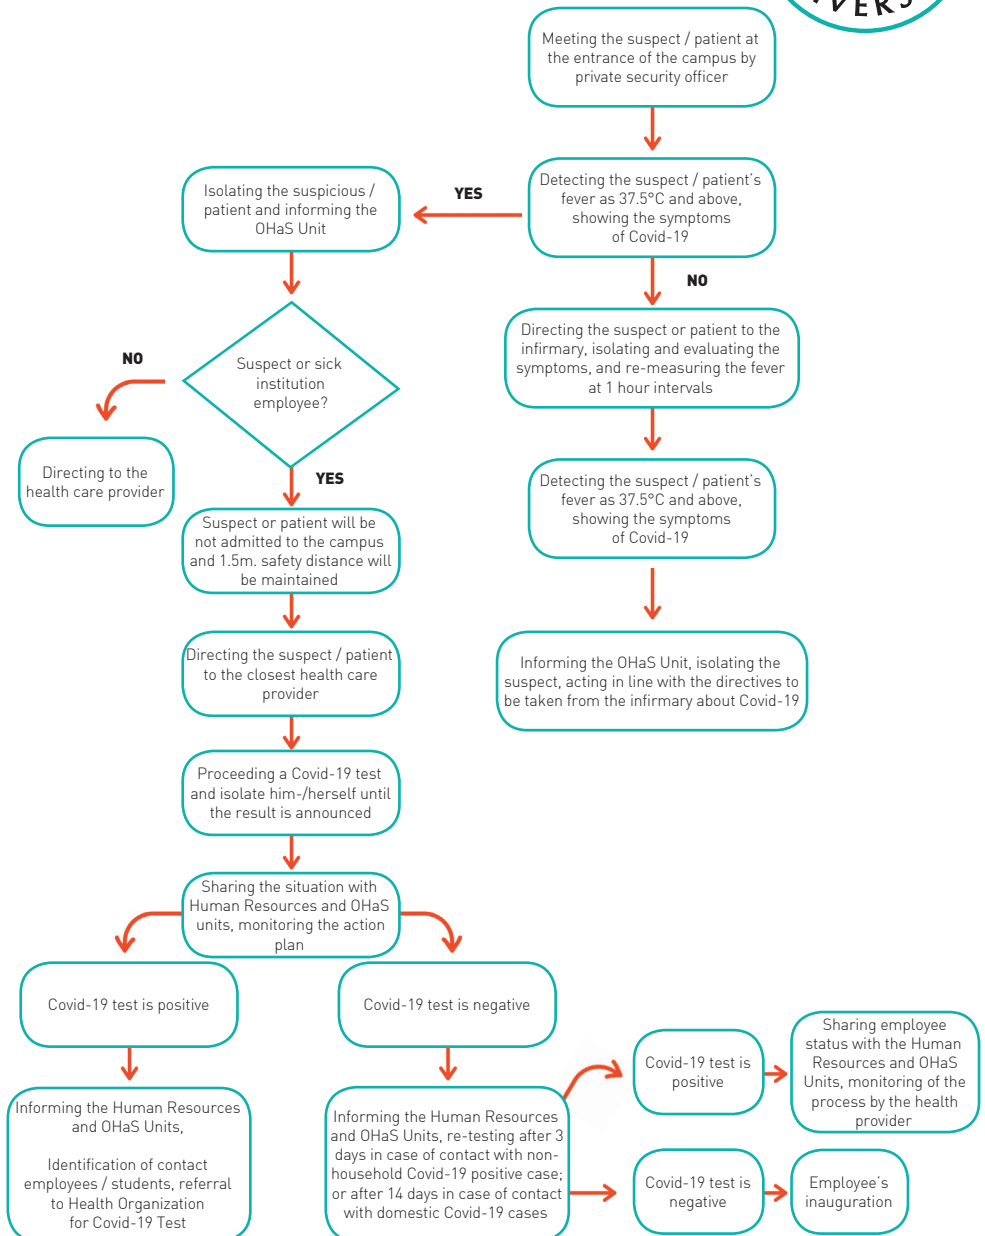 Meeting the suspect / patient at
the entrance of the campus by
private security officer
Detecting the suspect / patient's
fever as 37.5°C and above,
showing the symptoms
of Covid-19
YES
Isolating the suspicious /
patient and informing the
OHaS Unit
NO
Directing the suspect or patient to the
infirmary, isolating and evaluating the
symptoms, and re-measuring the fever
at 1 hour intervals
Suspect or sick
institution
employee?
NO
Directing to the
health care provider
YES
Detecting the suspect / patient's
fever as 37.5°C and above,
showing the symptoms
of Covid-19
Suspect or patient will be
not admitted to the campus
and 1.5m. safety distance will
be maintained
Informing the OHaS Unit, isolating the
suspect, acting in line with the directives to
be taken from the infirmary about Covid-19
Directing the suspect / patient
to the closest health care
provider
Proceeding a Covid-19 test
and isolate him-/herself until
the result is announced
Sharing the situation with
Human Resources and OHaS
units, monitoring the action
plan
Covid-19 test is positive
Covid-19 test is negative
Informing the Human Resources
and OHaS Units,
Identification of contact
employees / students, referral
to Health Organization
for Covid-19 Test
Informing the Human Resources
and OHaS Units, re-testing after 3
days in case of contact with non-
household Covid-19 positive case;
or after 14 days in case of contact
with domestic Covid-19 cases
Covid-19 test is
positive
Sharing employee
status with the Human
Resources and OHaS
Units, monitoring of the
process by the health
provider
Covid-19 test is
negative
Employee's
inauguration